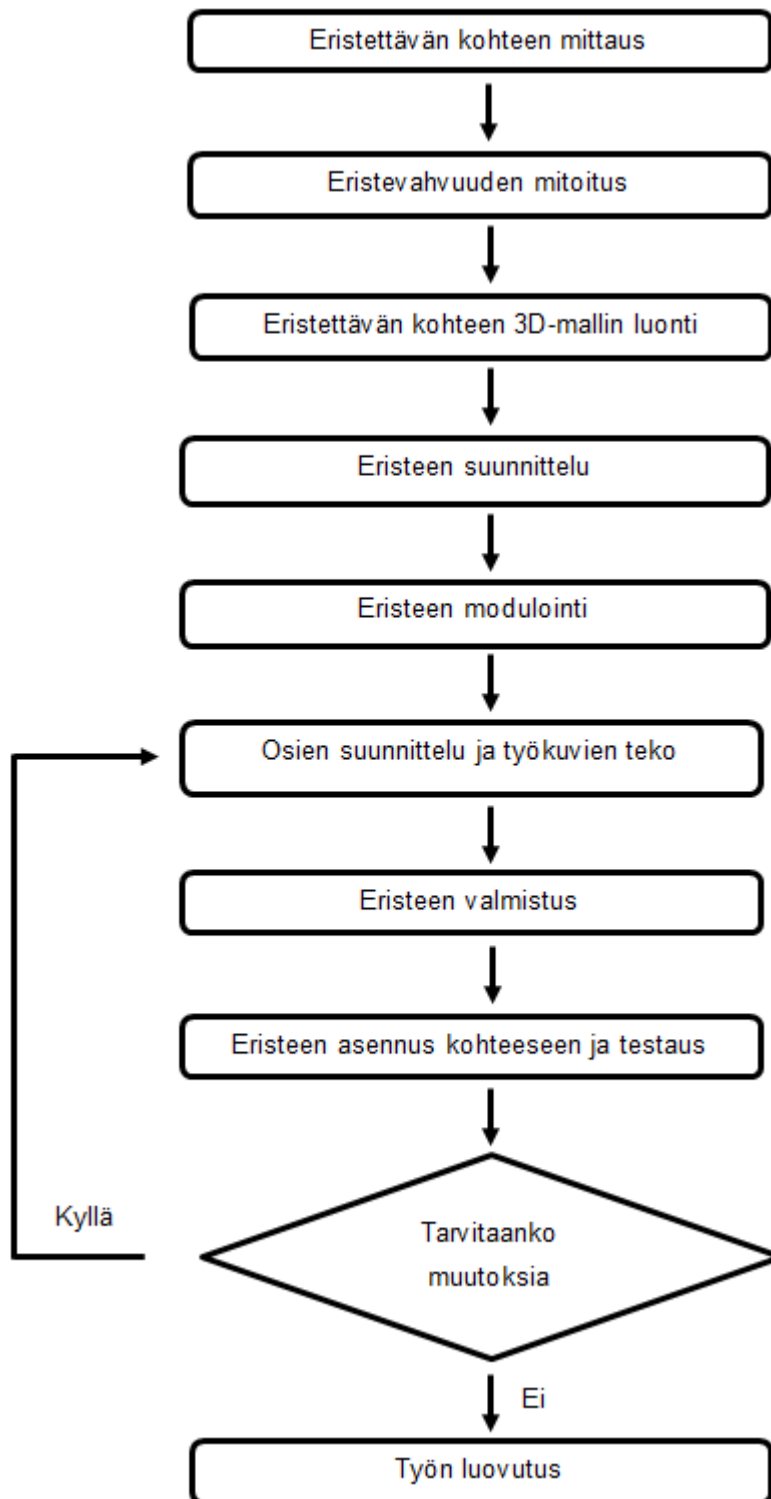 Eristettävän kohteen mittaus
Eristevahvuuden mitoitus
Eristettävän kohteen 3D-mallin luonti
Eristeen suunnittelu
Eristeen modulointi
Osien suunnittelu ja työkuvien teko
Eristeen valmistus
Eristeen asennus kohteeseen ja testaus
Kyllä
Tarvitaanko
muutoksia
Ei
Työn luovutus